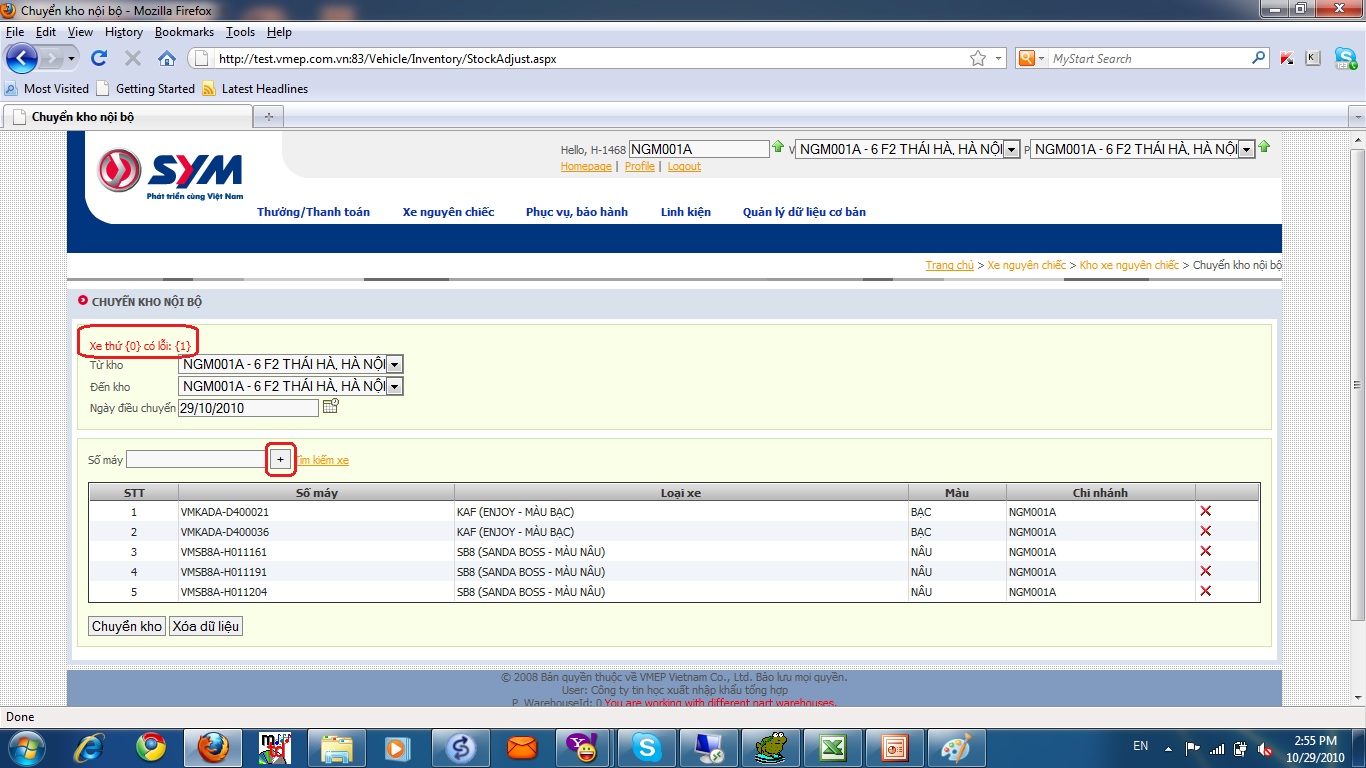 Chuyển kho nội bộ - Mozilla Firefox
File Edit View History Bookmarks Tools Help
http://test.vmep.com.vn:83/Vehicle/Inventory/StockAdjust.aspx
MyStart Search
Most Visited Getting Started Latest Headlines
Chuyển kho nội bộ
SYM
Phát triển cùng Việt Nam
Hello, H-1468 NGM001A V NGM001A - 6 F2 THÁI HÀ, HÀ NỘI P NGM001A - 6 F2 THÁI HÀ, HÀ NỘI
Homepage | Profile | Logout
Thưởng/Thanh toán Xe nguyên chiếc Phục vụ, bảo hành Linh kiện Quản lý dữ liệu cơ bản
Trang chủ > Xe nguyên chiếc > Kho xe nguyên chiếc > Chuyển kho nội bộ
CHUYỂN KHO NỘI BỘ
Xe thứ {0} có lỗi: {1}
Từ kho NGM001A - 6 F2 THÁI HÀ, HÀ NỘI
Đến kho NGM001A - 6 F2 THÁI HÀ, HÀ NỘI
Ngày điều chuyển 29/10/2010
Số máy + Tìm kiếm xe
STT Số máy Loại xe Màu Chi nhánh
1 VMKADA-D400021 KAF (ENJOY - MÀU BẠC) BẠC NGM001A
2 VMKADA-D400036 KAF (ENJOY - MÀU BẠC) BẠC NGM001A
3 VMSB8A-H011161 SB8 (SANDA BOSS - MÀU NÂU) NÂU NGM001A
4 VMSB8A-H011191 SB8 (SANDA BOSS - MÀU NÂU) NÂU NGM001A
5 VMSB8A-H011204 SB8 (SANDA BOSS - MÀU NÂU) NÂU NGM001A
Chuyển kho Xóa dữ liệu
© 2008 Bản quyền thuộc về VMEP Vietnam Co., Ltd. Bảo lưu mọi quyền.
User: Công ty tin học xuất nhập khẩu tổng hợp
P_WarehouseId: 0 You are working with different part warehouses.
Done
EN 2:55 PM
10/29/2010